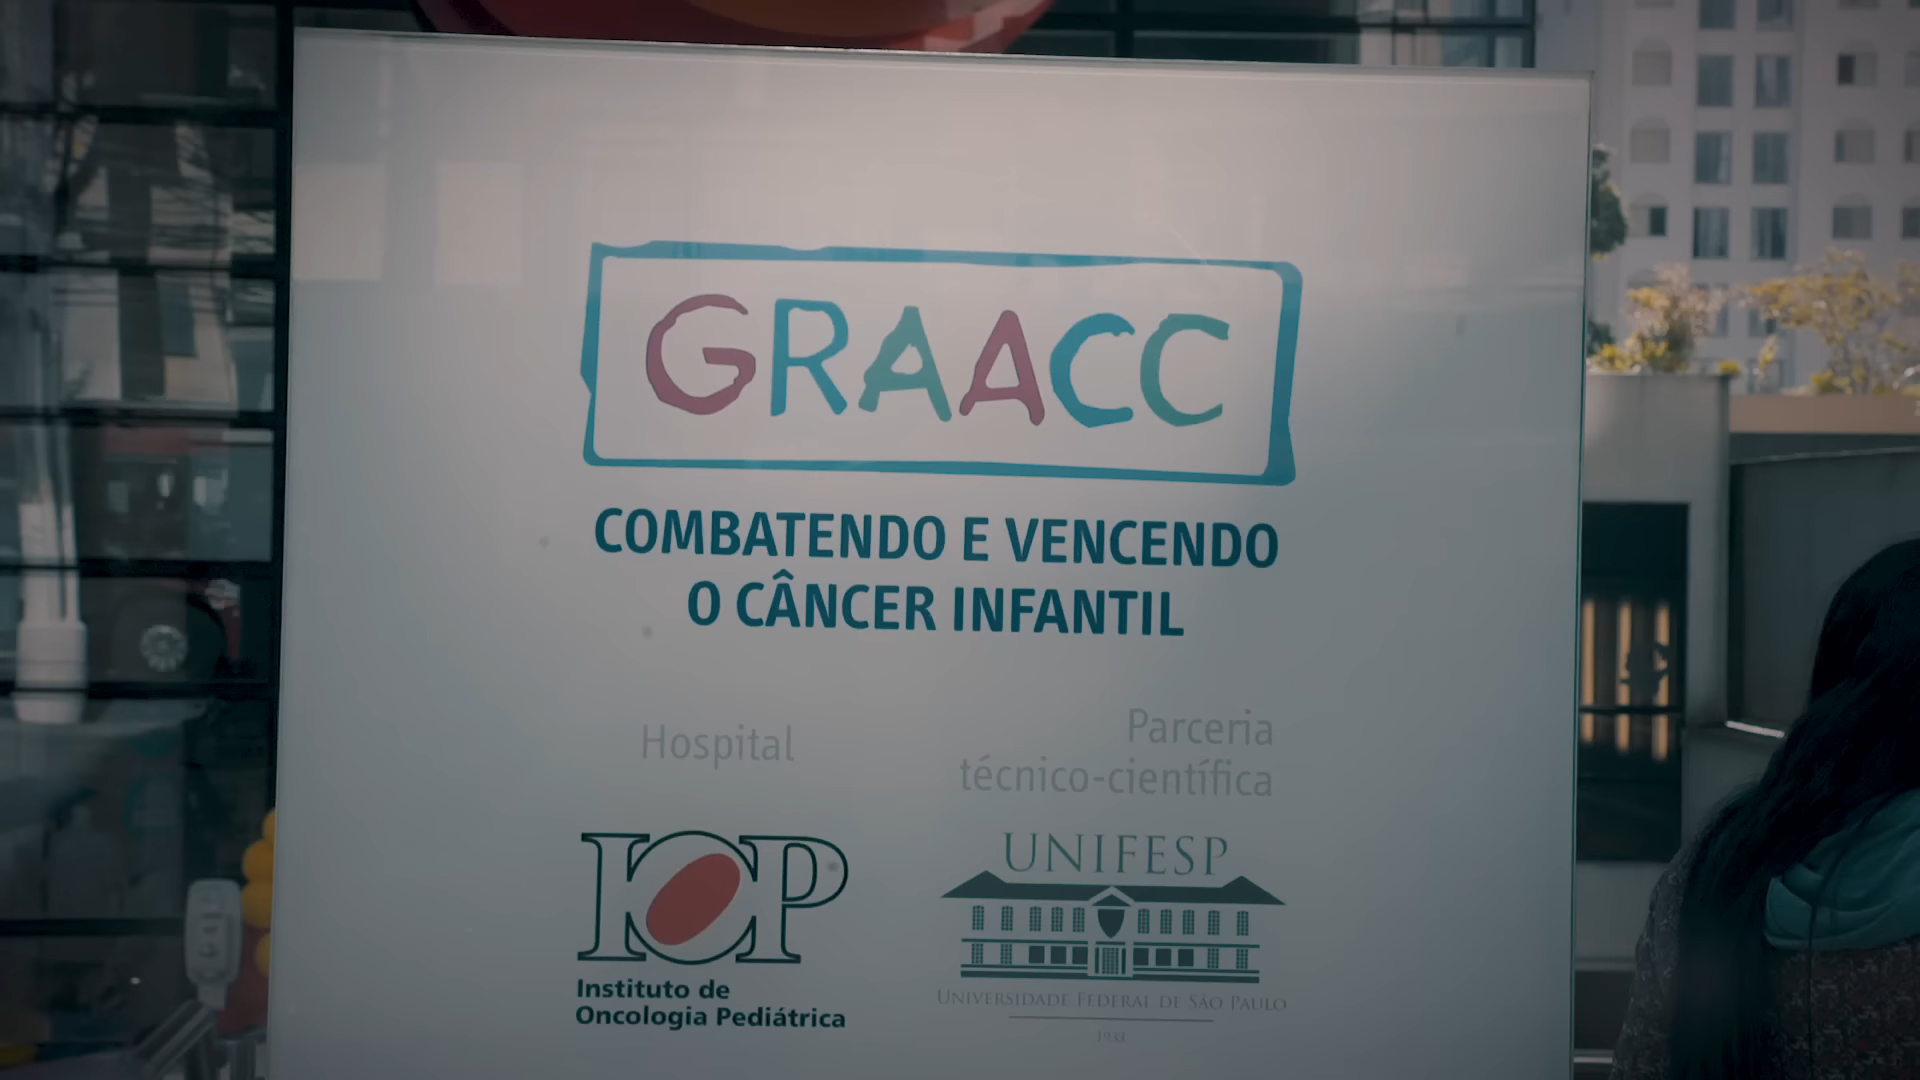 GRAACC
COMBATENDO E VENCENDO
O CÂNCER INFANTIL
Hospital
Parceria
técnico-científica
IOP
Instituto de
Oncologia Pediátrica
UNIFESP
UNIVERSIDADE FEDERAL DE SÃO PAULO
1933